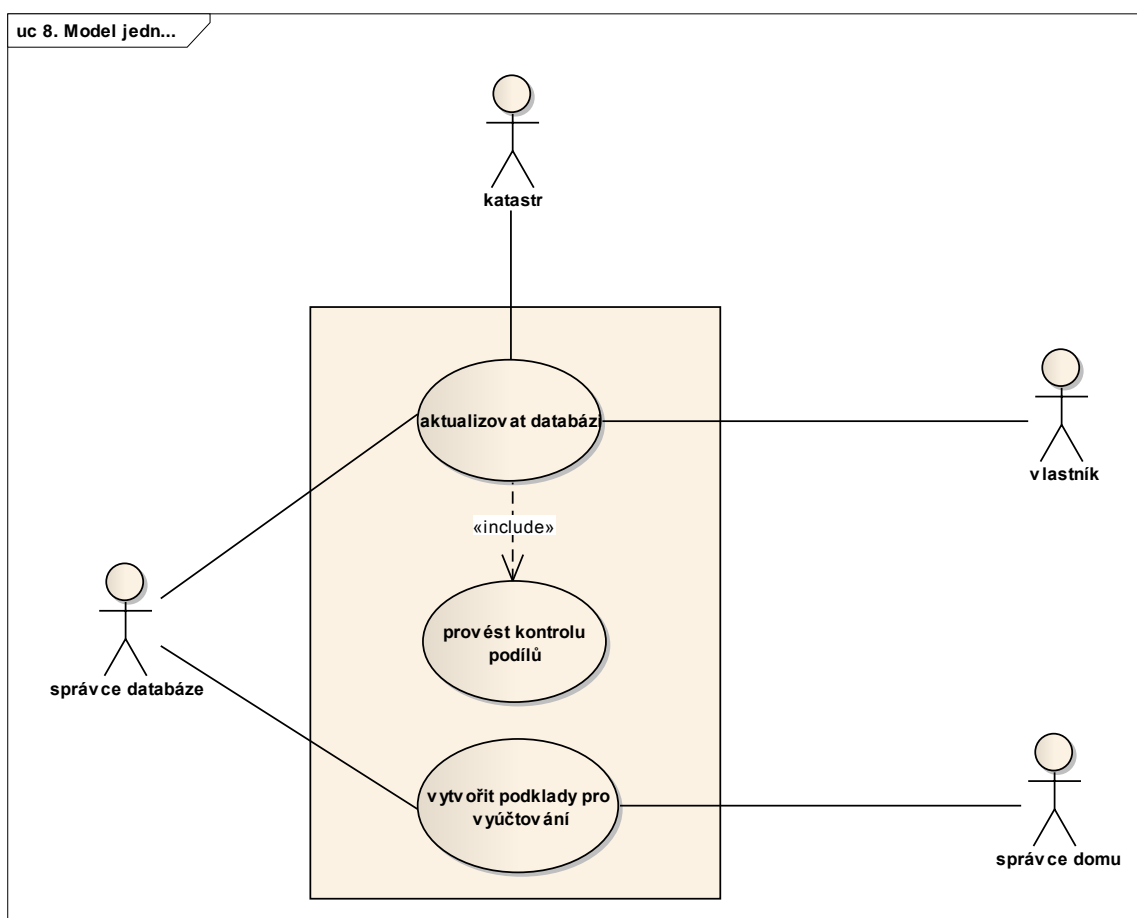 uc 8. Model jedn...
katastr
aktualizovat databázi
vlastník
«include»
provést kontrolu
podílů
správce databáze
vytvořit podklady pro
vyúčtování
správce domu